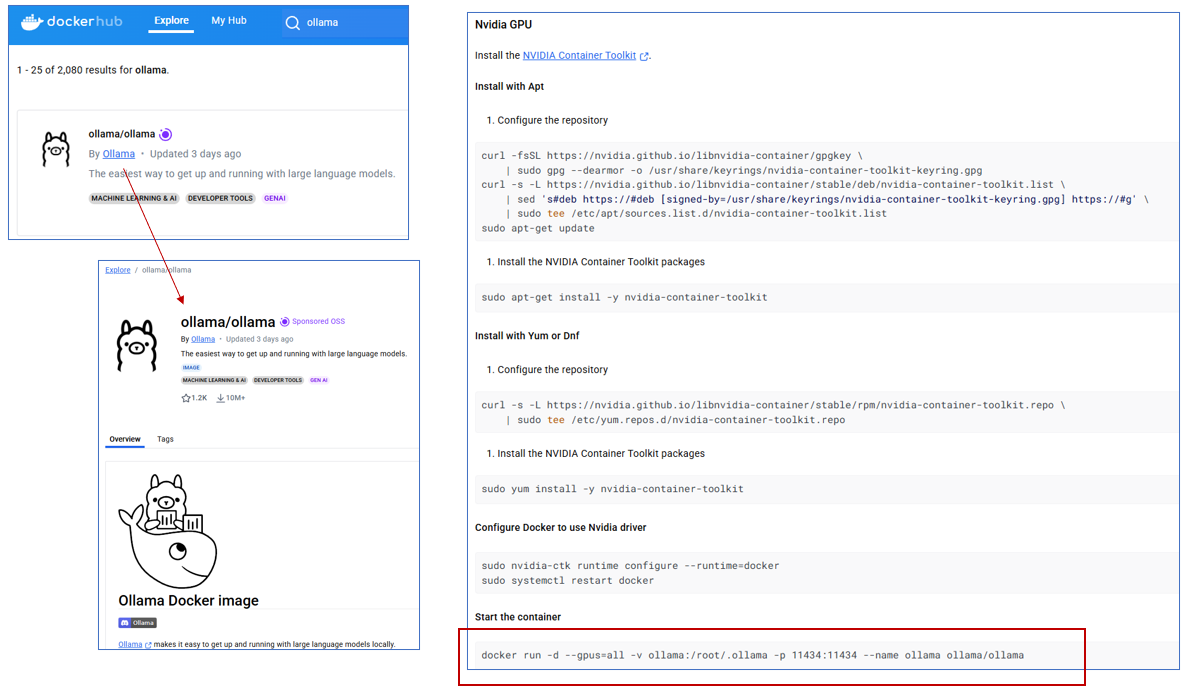 dockerhub
Explore
My Hub
ollama
1 - 25 of 2,080 results for ollama.
ollama/ollama
By Ollama • Updated 3 days ago
The easiest way to get up and running with large language models.
MACHINE LEARNING & AI DEVELOPER TOOLS GENAI
Explore / ollama/ollama
ollama/ollama Sponsored OSS
By Ollama • Updated 3 days ago
The easiest way to get up and running with large language models.
IMAGE
MACHINE LEARNING & AI DEVELOPER TOOLS GEN AI
1.2K 10M+
Overview Tags
Ollama Docker image
Ollama
Ollama makes it easy to get up and running with large language models locally.
Nvidia GPU
Install the NVIDIA Container Toolkit.
Install with Apt
1. Configure the repository
curl -fsSL https://nvidia.github.io/libnvidia-container/gpgkey \
| sudo gpg --dearmor -o /usr/share/keyrings/nvidia-container-toolkit-keyring.gpg
curl -s -L https://nvidia.github.io/libnvidia-container/stable/deb/nvidia-container-toolkit.list \
| sed 's#deb https://#deb [signed-by=/usr/share/keyrings/nvidia-container-toolkit-keyring.gpg] https://#g' \
| sudo tee /etc/apt/sources.list.d/nvidia-container-toolkit.list
sudo apt-get update
1. Install the NVIDIA Container Toolkit packages
sudo apt-get install -y nvidia-container-toolkit
Install with Yum or Dnf
1. Configure the repository
curl -s -L https://nvidia.github.io/libnvidia-container/stable/rpm/nvidia-container-toolkit.repo \
| sudo tee /etc/yum.repos.d/nvidia-container-toolkit.repo
1. Install the NVIDIA Container Toolkit packages
sudo yum install -y nvidia-container-toolkit
Configure Docker to use Nvidia driver
sudo nvidia-ctk runtime configure --runtime=docker
sudo systemctl restart docker
Start the container
docker run -d --gpus=all -v ollama:/root/.ollama -p 11434:11434 --name ollama ollama/ollama